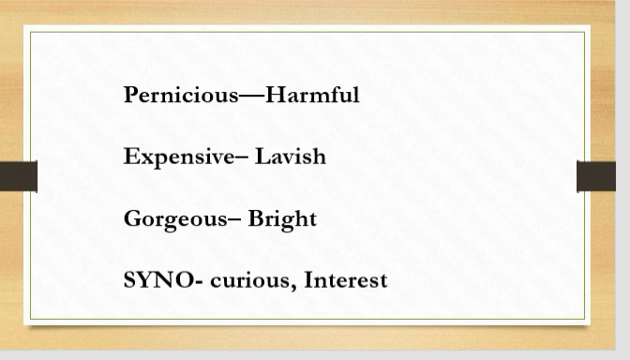 Pernicious—Harmful
Expensive– Lavish
Gorgeous– Bright
SYNO- curious, Interest